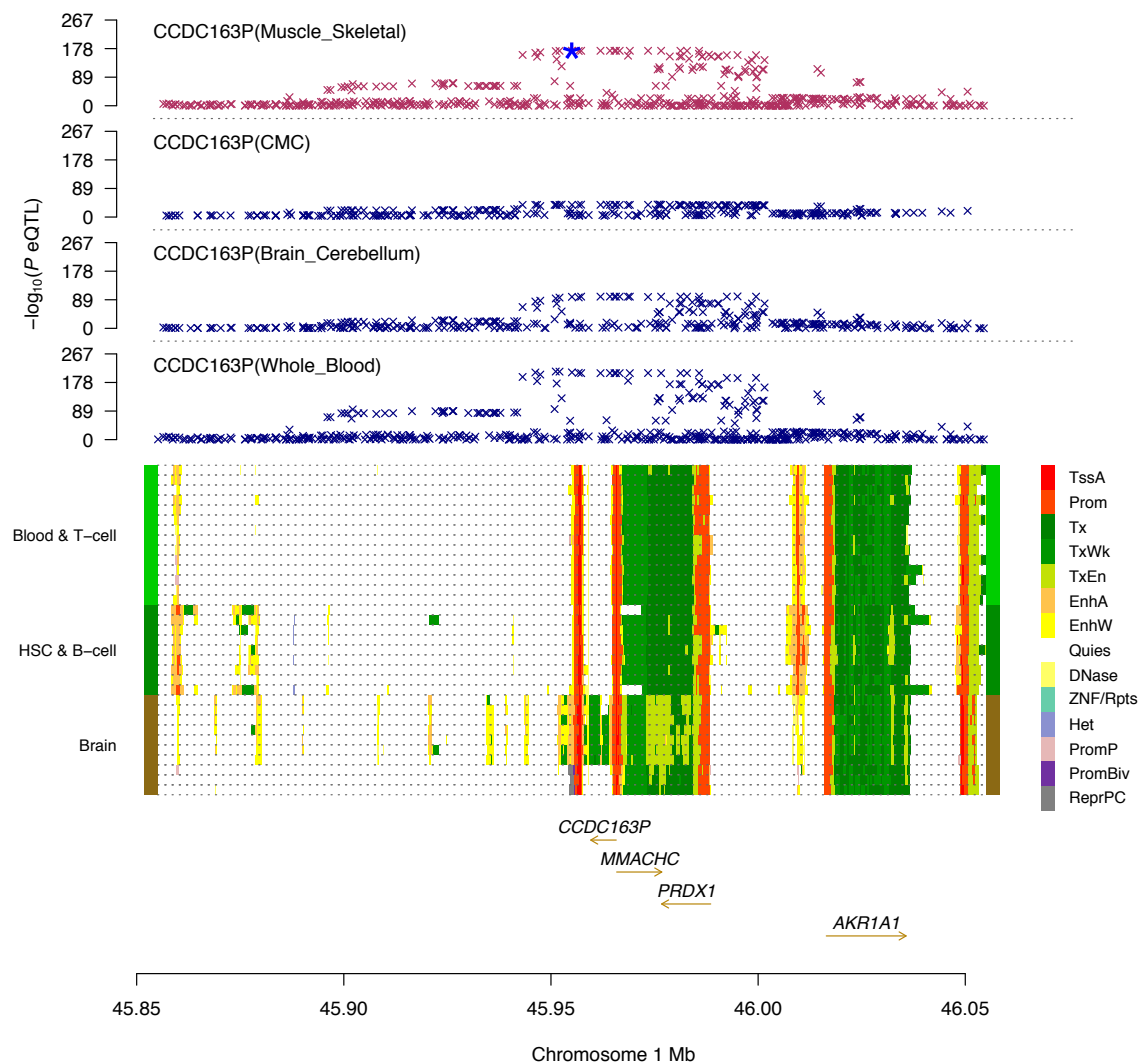 CCDC163P(Muscle_Skeletal)
267
178
89
0
CCDC163P(CMC)
267
178
89
0
CCDC163P(Brain_Cerebellum)
267
178
89
0
CCDC163P(Whole_Blood)
267
178
89
0
−log10(P eQTL)
Blood & T−cell
HSC & B−cell
Brain
TssA
Prom
Tx
TxWk
TxEn
EnhA
EnhW
Quies
DNase
ZNF/Rpts
Het
PromP
PromBiv
ReprPC
CCDC163P
MMACHC
PRDX1
AKR1A1
45.85 45.90 45.95 46.00 46.05
Chromosome 1 Mb